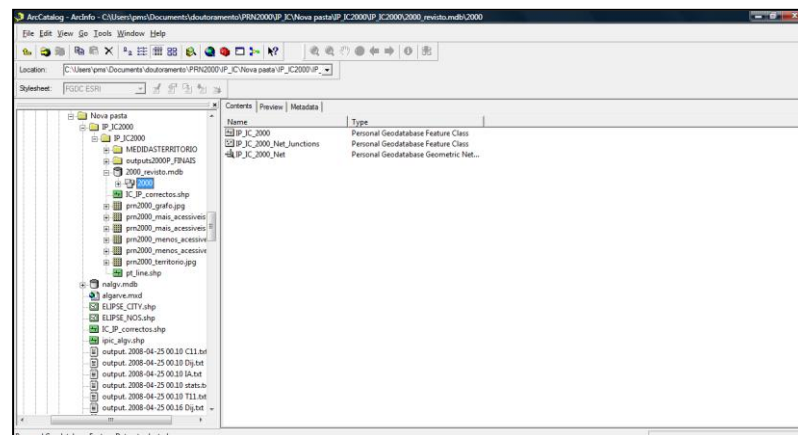 ArcCatalog - ArcInfo - C:\Users\pms\Documents\doutoramento\PRN2000\IP_IC\Nova pasta\IP_IC2000\IP_IC2000\2000_revisto.mdb\2000
File Edit View Go Tools Window Help
Location: C:\Users\pms\Documents\doutoramento\PRN2000\IP_IC\Nova pasta\IP_IC2000\IP_
Stylesheet: FGDC ESRI
Contents Preview Metadata
Name Type
IP_IC_2000 Personal Geodatabase Feature Class
IP_IC_2000_Net_Junctions Personal Geodatabase Feature Class
IP_IC_2000_Net Personal Geodatabase Geometric Net...
Nova pasta
IP_IC2000
IP_IC2000
MEDIDASTERRITORIO
outputs2000P_FINAIS
2000_revisto.mdb
2000
IC_IP_correctos.shp
prn2000_grafo.jpg
prn2000_mais_acessiveis
prn2000_mais_acessiveis
prn2000_menos_acessive
prn2000_menos_acessive
prn2000_territorio.jpg
pt_line.shp
nalgv.mdb
algarve.mxd
ELIPSE_CITY.shp
ELIPSE_NOS.shp
IC_IP_correctos.shp
ipic_algv.shp
output. 2008-04-25 00.10 C11.txt
output. 2008-04-25 00.10 Dij.txt
output. 2008-04-25 00.10 IA.txt
output. 2008-04-25 00.10 stats.t
output. 2008-04-25 00.10 T11.txt
output. 2008-04-25 00.16 Dij.txt